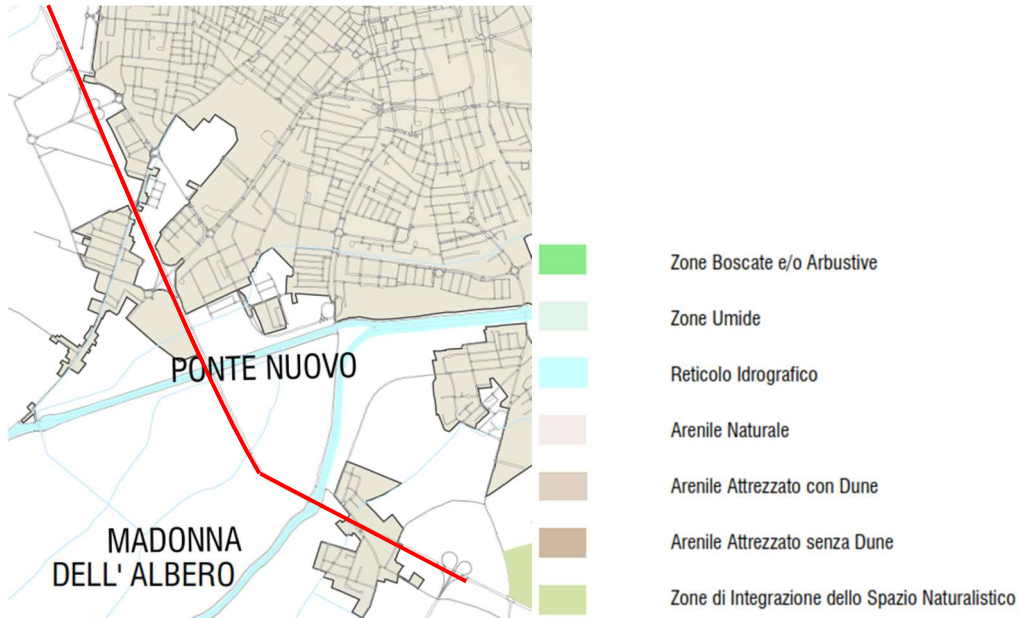 PONTE NUOVO
MADONNA
DELL' ALBERO
Zone Boscate e/o Arbustive
Zone Umide
Reticolo Idrografico
Arenile Naturale
Arenile Attrezzato con Dune
Arenile Attrezzato senza Dune
Zone di Integrazione dello Spazio Naturalistico